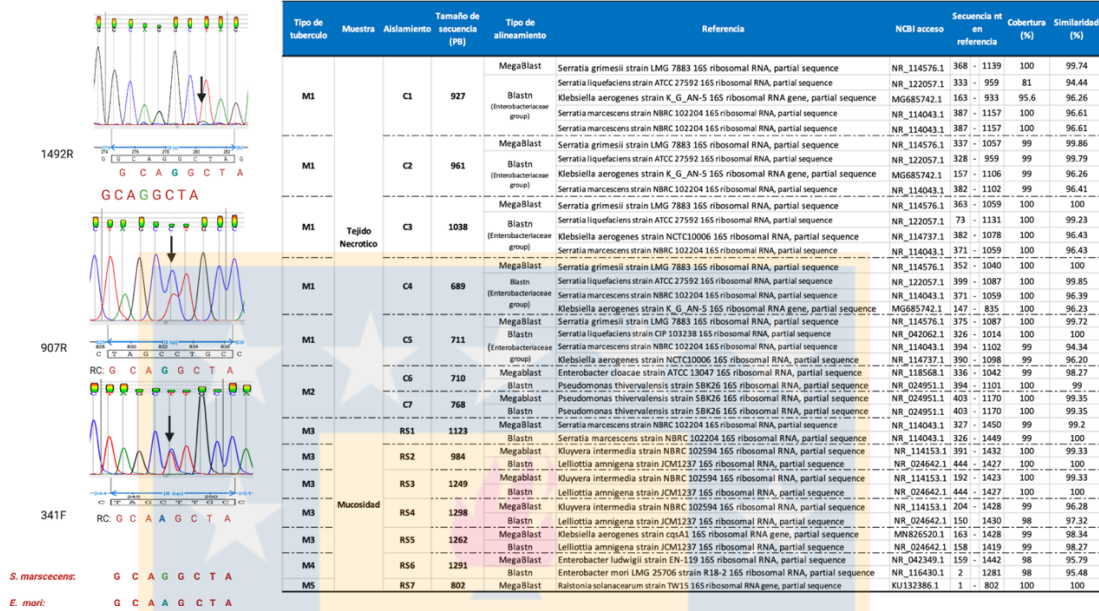 Tipo de tuberculo Muestra Aislamiento Tamaño de secuencia (PB) Tipo de alineamiento Referencia NCBI acceso Secuencia nt en referencia Cobertura (%) Similaridad (%)
M1 Tejido Necrotico C1 927 MegaBlast Serratia grimesii strain LMG 7883 16S ribosomal RNA, partial sequence NR_114576.1 368 - 1139 100 99.74
Blastn (Enterobacteriaceae group) Serratia liquefaciens strain ATCC 27592 16S ribosomal RNA, partial sequence NR_122057.1 333 - 959 81 94.44
Klebsiella aerogenes strain K_G_AN-5 16S ribosomal RNA gene, partial sequence MG685742.1 163 - 933 95.6 96.26
Serratia marcescens strain NBRC 102204 16S ribosomal RNA, partial sequence NR_114043.1 387 - 1157 100 96.61
Serratia marcescens strain NBRC 102204 16S ribosomal RNA, partial sequence NR_114043.1 387 - 1157 100 96.61
M1 C2 961 MegaBlast Serratia grimesii strain LMG 7883 16S ribosomal RNA, partial sequence NR_114576.1 337 - 1057 99 99.86
Blastn (Enterobacteriaceae group) Serratia liquefaciens strain ATCC 27592 16S ribosomal RNA, partial sequence NR_122057.1 328 - 959 99 99.79
Klebsiella aerogenes strain K_G_AN-5 16S ribosomal RNA gene, partial sequence MG685742.1 157 - 1106 99 96.26
Serratia marcescens strain NBRC 102204 16S ribosomal RNA, partial sequence NR_114043.1 382 - 1102 99 96.41
M1 C3 1038 MegaBlast Serratia grimesii strain LMG 7883 16S ribosomal RNA, partial sequence NR_114576.1 363 - 1059 100 100
Blastn (Enterobacteriaceae group) Serratia liquefaciens strain ATCC 27592 16S ribosomal RNA, partial sequence NR_122057.1 73 - 1131 100 99.23
Klebsiella aerogenes strain NCTC10006 16S ribosomal RNA, partial sequence NR_114737.1 382 - 1078 100 96.43
Serratia marcescens strain NBRC 102204 16S ribosomal RNA, partial sequence NR_114043.1 371 - 1059 100 96.43
M1 C4 689 MegaBlast Serratia grimesii strain LMG 7883 16S ribosomal RNA, partial sequence NR_114576.1 352 - 1040 100 100
Blastn (Enterobacteriaceae group) Serratia liquefaciens strain ATCC 27592 16S ribosomal RNA, partial sequence NR_122057.1 399 - 1087 100 99.85
Serratia marcescens strain NBRC 102204 16S ribosomal RNA, partial sequence NR_114043.1 371 - 1059 100 96.39
Klebsiella aerogenes strain K_G_AN-5 16S ribosomal RNA gene, partial sequence MG685742.1 147 - 835 100 96.23
M1 C5 711 MegaBlast Serratia grimesii strain LMG 7883 16S ribosomal RNA, partial sequence NR_114576.1 375 - 1087 100 99.72
Blastn (Enterobacteriaceae group) Serratia liquefaciens strain CIP 103238 16S ribosomal RNA, partial sequence NR_042062.1 326 - 1014 100 100
Serratia marcescens strain NBRC 102204 16S ribosomal RNA, partial sequence NR_114043.1 394 - 1102 100 94.34
Klebsiella aerogenes strain NCTC10006 16S ribosomal RNA, partial sequence NR_114737.1 390 - 1098 100 96.20
M2 C6 710 Megablast Enterobacter cloacae strain ATCC 13047 16S ribosomal RNA, partial sequence NR_118568.1 336 - 1042 99 98.27
Blastn Pseudomonas thivervalensis strain SBK26 16S ribosomal RNA, partial sequence NR_024951.1 394 - 1101 100 99
C7 768 Megablast Pseudomonas thivervalensis strain SBK26 16S ribosomal RNA, partial sequence NR_024951.1 403 - 1170 100 99.35
Blastn Pseudomonas thivervalensis strain SBK26 16S ribosomal RNA, partial sequence NR_024951.1 403 - 1170 100 99.35
M3 Mucosidad RS1 1123 MegaBlast Serratia marcescens strain NBRC 102204 16S ribosomal RNA, partial sequence NR_114043.1 327 - 1450 99 99.2
Blastn Serratia marcescens strain NBRC 102204 16S ribosomal RNA, partial sequence NR_114043.1 326 - 1449 99 100
M3 RS2 984 Megablast Kluyvera intermedia strain NBRC 102594 16S ribosomal RNA, partial sequence NR_114153.1 391 - 1432 100 99.33
Blastn Lelliottia amnigena strain JCM1237 16S ribosomal RNA, partial sequence NR_024642.1 444 - 1427 100 100
M3 RS3 1249 Megablast Kluyvera intermedia strain NBRC 102594 16S ribosomal RNA, partial sequence NR_114153.1 192 - 1423 100 99.33
Blastn Lelliottia amnigena strain JCM1237 16S ribosomal RNA, partial sequence NR_024642.1 444 - 1427 100 100
M3 RS4 1298 MegaBlast Kluyvera intermedia strain NBRC 102594 16S ribosomal RNA, partial sequence NR_114153.1 204 - 1428 99 96.28
Blastn Lelliottia amnigena strain JCM1237 16S ribosomal RNA, partial sequence NR_024642.1 150 - 1430 98 97.32
M3 RS5 1262 MegaBlast Klebsiella aerogenes strain cqsA1 16S ribosomal RNA gene, partial sequence MN826520.1 163 - 1428 99 98.34
Blastn Lelliottia amnigena strain JCM1237 16S ribosomal RNA, partial sequence NR_024642.1 158 - 1419 99 98.27
M4 RS6 1291 MegaBlast Enterobacter ludwigii strain EN-119 16S ribosomal RNA, partial sequence NR_042349.1 159 - 1442 98 95.79
Blastn Enterobacter mori LMG 25706 strain R18-2 16S ribosomal RNA, partial sequence NR_116430.1 2 - 1281 98 95.48
M5 RS7 802 MegaBlast Ralstonia solanacearum strain TW15 16S ribosomal RNA, partial sequence KU132386.1 1 - 802 100 100
1492R
G C A G G C T A G
G C A G G C T A
GCAGGCTA
907R
C T A G C C T G C C
RC: G C A G G C T A
341F
C T A G C T T G C C
RC: G C A A G C T A
S. marscecens: G C A G G C T A
E. mori: G C A A G C T A